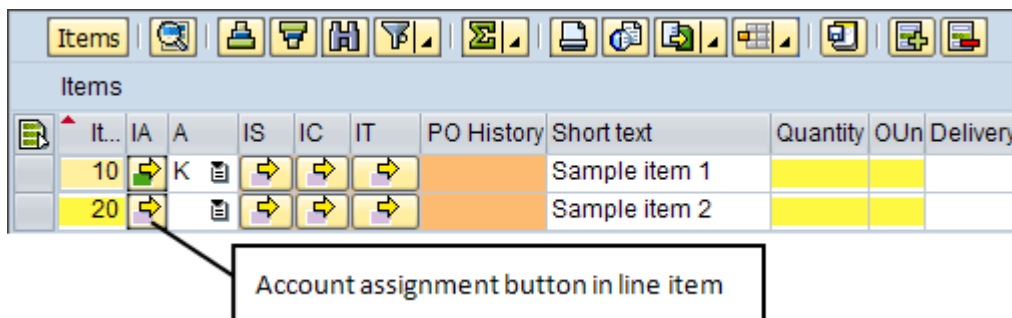 Items
Items
It... IA A IS IC IT PO History Short text Quantity OUn Delivery
10 K Sample item 1
20 Sample item 2
Account assignment button in line item